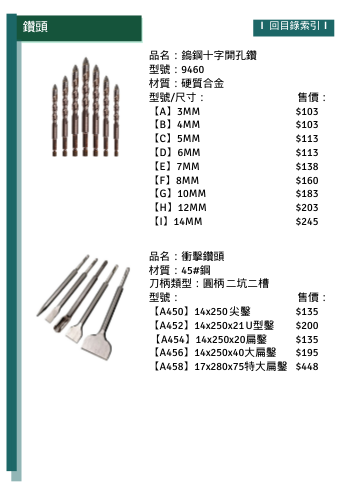 鑽頭
I 回目錄索引 I
品名：鎢鋼十字開孔鑽
型號：9460
材質：硬質合金
型號/尺寸： 售價：
【A】3MM $103
【B】4MM $103
【C】5MM $113
【D】6MM $113
【E】7MM $138
【F】8MM $160
【G】10MM $183
【H】12MM $203
【I】14MM $245
品名：衝擊鑽頭
材質：45#鋼
刀柄類型：圓柄 二坑二槽
型號： 售價：
【A450】14x250尖鑿 $135
【A452】14x250x21U型鑿 $200
【A454】14x250x20扁鑿 $135
【A456】14x250x40大扁鑿 $195
【A458】17x280x75特大扁鑿 $448